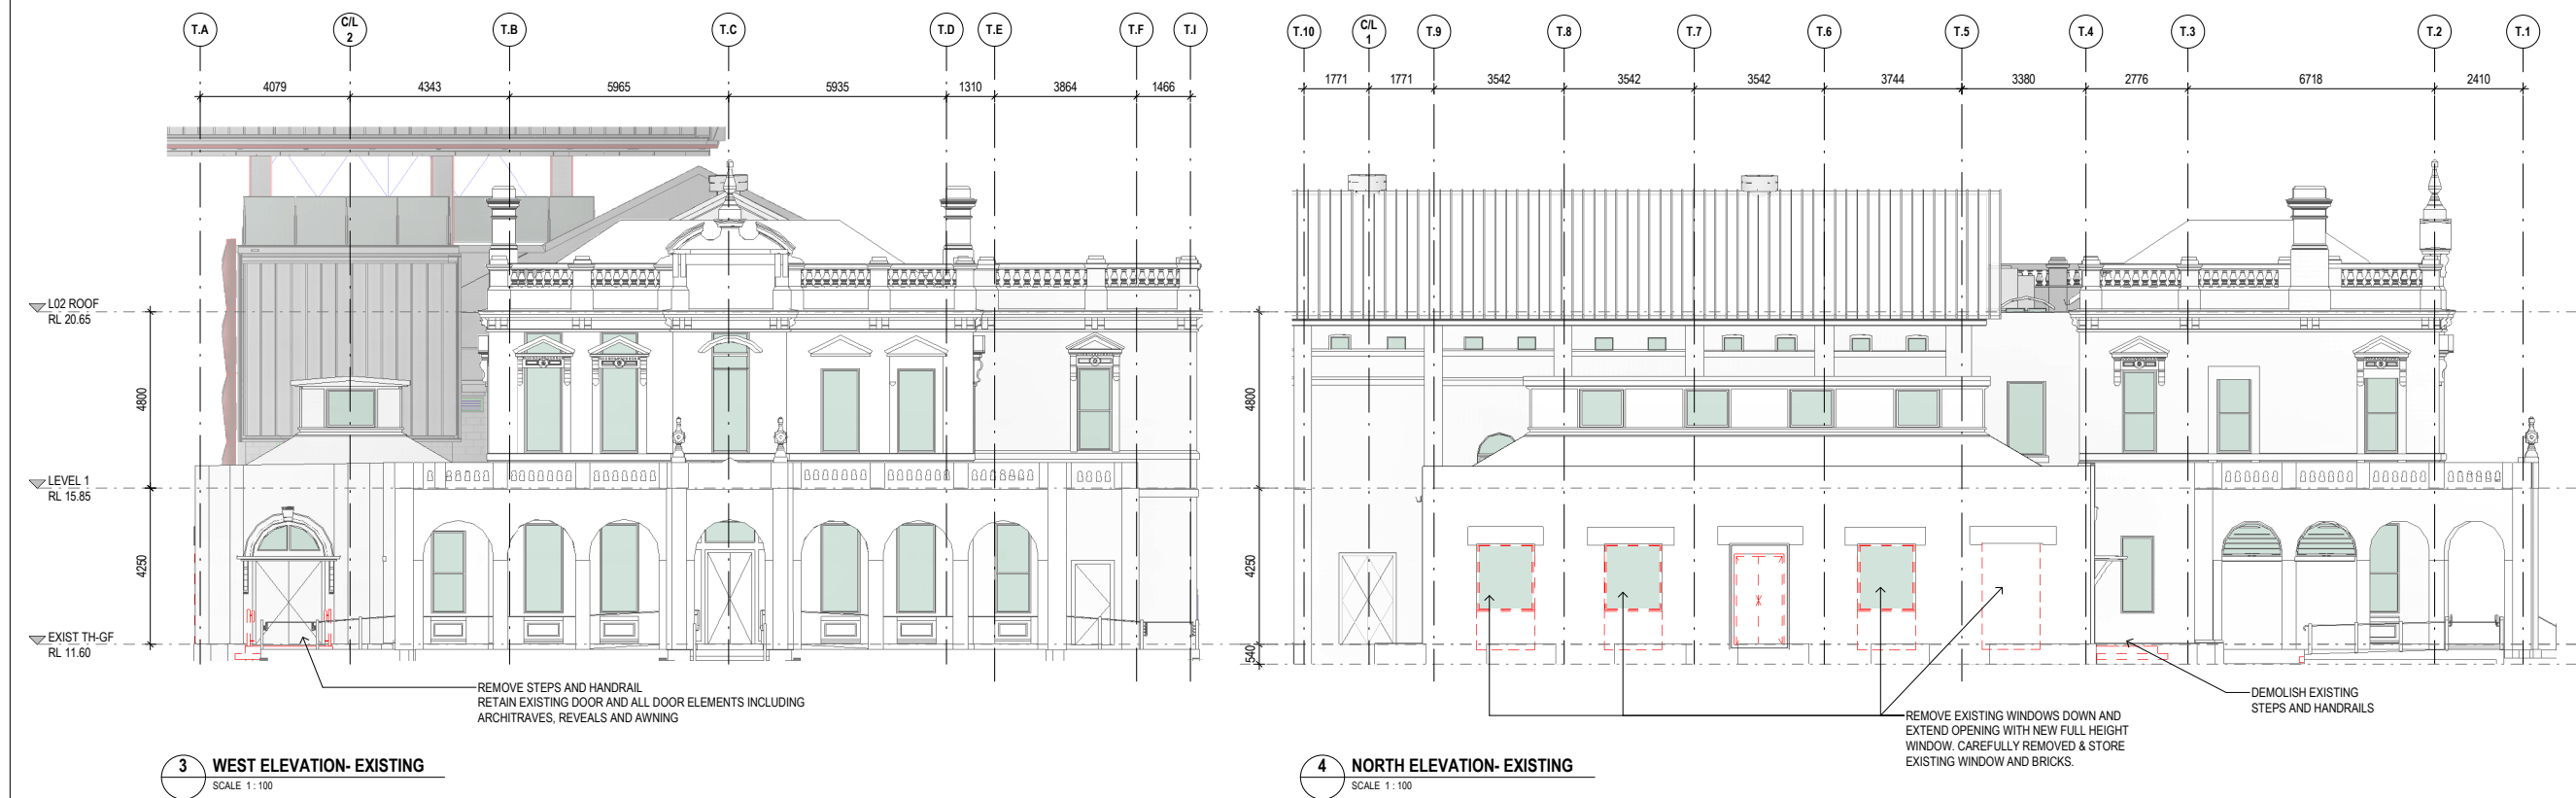 T.A
C/L
2
T.B
T.C
T.D
T.E
T.F
T.I
4079
4343
5965
5935
1310
3864
1466
L02 ROOF
RL 20.65
4800
LEVEL 1
RL 15.85
4250
EXIST TH-GF
RL 11.60
REMOVE STEPS AND HANDRAIL
RETAIN EXISTING DOOR AND ALL DOOR ELEMENTS INCLUDING
ARCHITRAVES, REVEALS AND AWNING
3
WEST ELEVATION- EXISTING
SCALE 1 : 100
T.10
C/L
1
T.9
T.8
T.7
T.6
T.5
T.4
T.3
T.2
T.1
1771
1771
3542
3542
3542
3744
3380
2776
6718
2410
4800
4250
540
REMOVE EXISTING WINDOWS DOWN AND
EXTEND OPENING WITH NEW FULL HEIGHT
WINDOW. CAREFULLY REMOVED & STORE
EXISTING WINDOW AND BRICKS.
DEMOLISH EXISTING
STEPS AND HANDRAILS
4
NORTH ELEVATION- EXISTING
SCALE 1 : 100